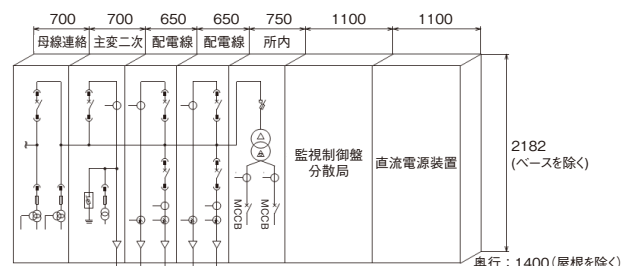 700 700 650 650 750 1100 1100
母線連絡 主変二次 配電線 配電線 所内
監視制御盤
分散局
直流電源装置
2182
(ベースを除く)
MCCB MCCB
奥行：1400(屋根を除く)